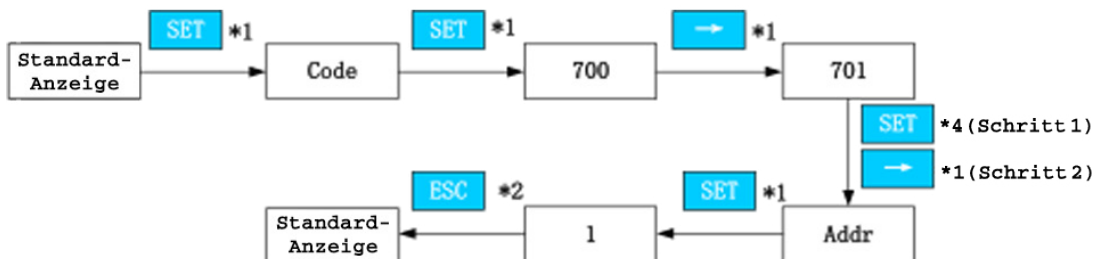 SET *1
SET *1
→ *1
Standard-
Anzeige
Code
700
701
SET *4(Schritt 1)
→ *1(Schritt 2)
ESC *2
SET *1
Standard-
Anzeige
1
Addr